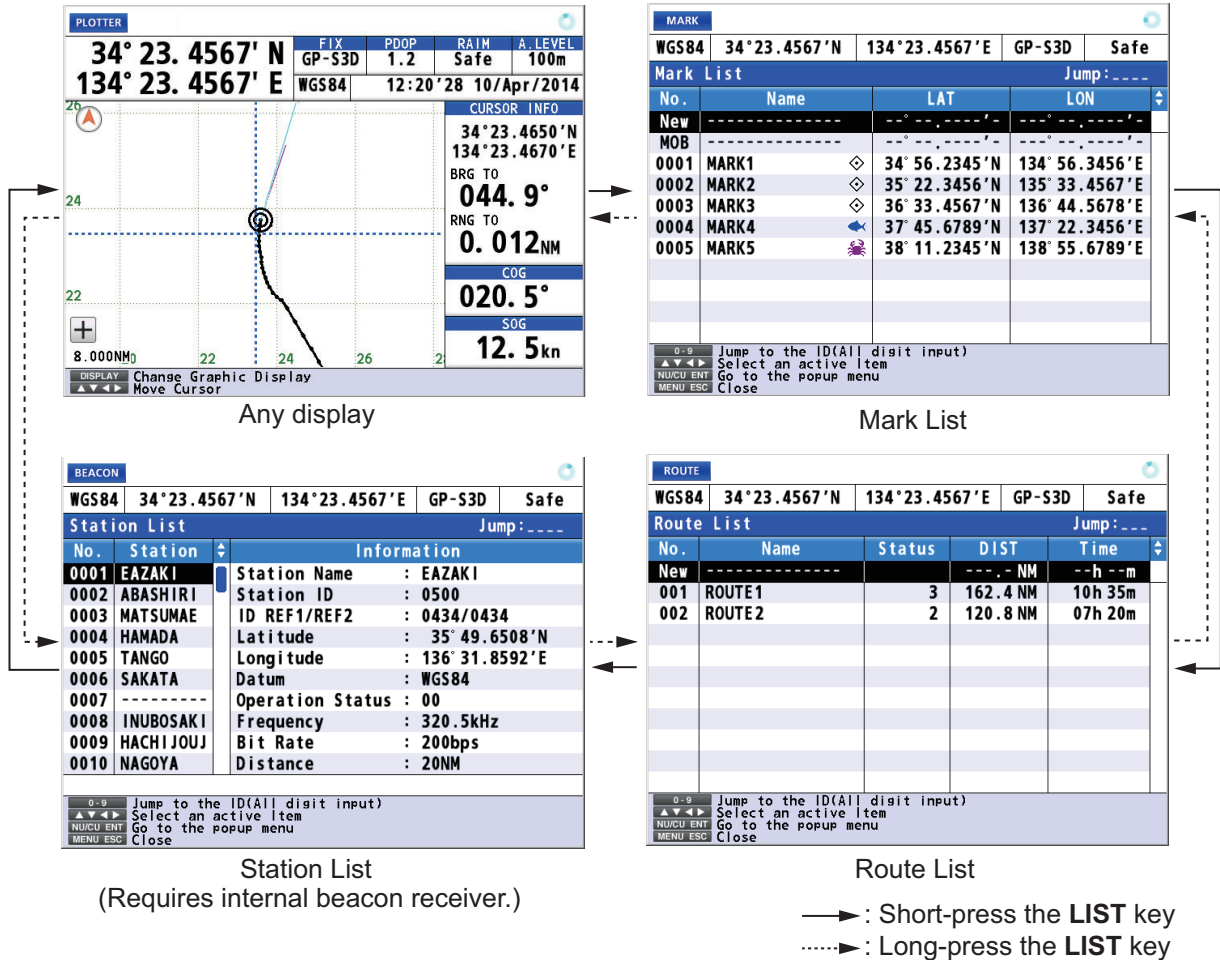 PLOTTER
34° 23. 4567' N
134° 23. 4567' E
FIX PDOP RAIM A.LEVEL
GP-S3D 1.2 Safe 100m
WGS84 12:20'28 10/Apr/2014
26
24
22
CURSOR INFO
34°23.4650'N
134°23.4670'E
BRG TO
044. 9°
RNG TO
0. 012NM
COG
020. 5°
SOG
12. 5kn
8.000NM 0 22 24 26 2
DISPLAY Change Graphic Display
▲▼◄► Move Cursor
Any display
MARK
WGS84 34°23.4567'N 134°23.4567'E GP-S3D Safe
Mark List Jump:____
No. Name LAT LON
New -------------- --° --.----'- ---° --.----'-
MOB -------------- --° --.----'- ---° --.----'-
0001 MARK1 34° 56.2345'N 134° 56.3456'E
0002 MARK2 35° 22.3456'N 135° 33.4567'E
0003 MARK3 36° 33.4567'N 136° 44.5678'E
0004 MARK4 37° 45.6789'N 137° 22.3456'E
0005 MARK5 38° 11.2345'N 138° 55.6789'E
0-9 Jump to the ID(All digit input)
▲▼◄► Select an active Item
NU/CU ENT Go to the popup menu
MENU ESC Close
Mark List
BEACON
WGS84 34°23.4567'N 134°23.4567'E GP-S3D Safe
Station List Jump:____
No. Station Information
0001 EAZAKI Station Name : EAZAKI
0002 ABASHIRI Station ID : 0500
0003 MATSUMAE ID REF1/REF2 : 0434/0434
0004 HAMADA Latitude : 35° 49.6508'N
0005 TANGO Longitude : 136° 31.8592'E
0006 SAKATA Datum : WGS84
0007 --------- Operation Status : 00
0008 INUBOSAKI Frequency : 320.5kHz
0009 HACHIJOUJ Bit Rate : 200bps
0010 NAGOYA Distance : 20NM
0-9 Jump to the ID(All digit input)
▲▼◄► Select an active Item
NU/CU ENT Go to the popup menu
MENU ESC Close
Station List
(Requires internal beacon receiver.)
ROUTE
WGS84 34°23.4567'N 134°23.4567'E GP-S3D Safe
Route List Jump:___
No. Name Status DIST Time
New -------------- ---.- NM --h --m
001 ROUTE1 3 162.4 NM 10h 35m
002 ROUTE2 2 120.8 NM 07h 20m
0-9 Jump to the ID(All digit input)
▲▼◄► Select an active Item
NU/CU ENT Go to the popup menu
MENU ESC Close
Route List
: Short-press the LIST key
: Long-press the LIST key